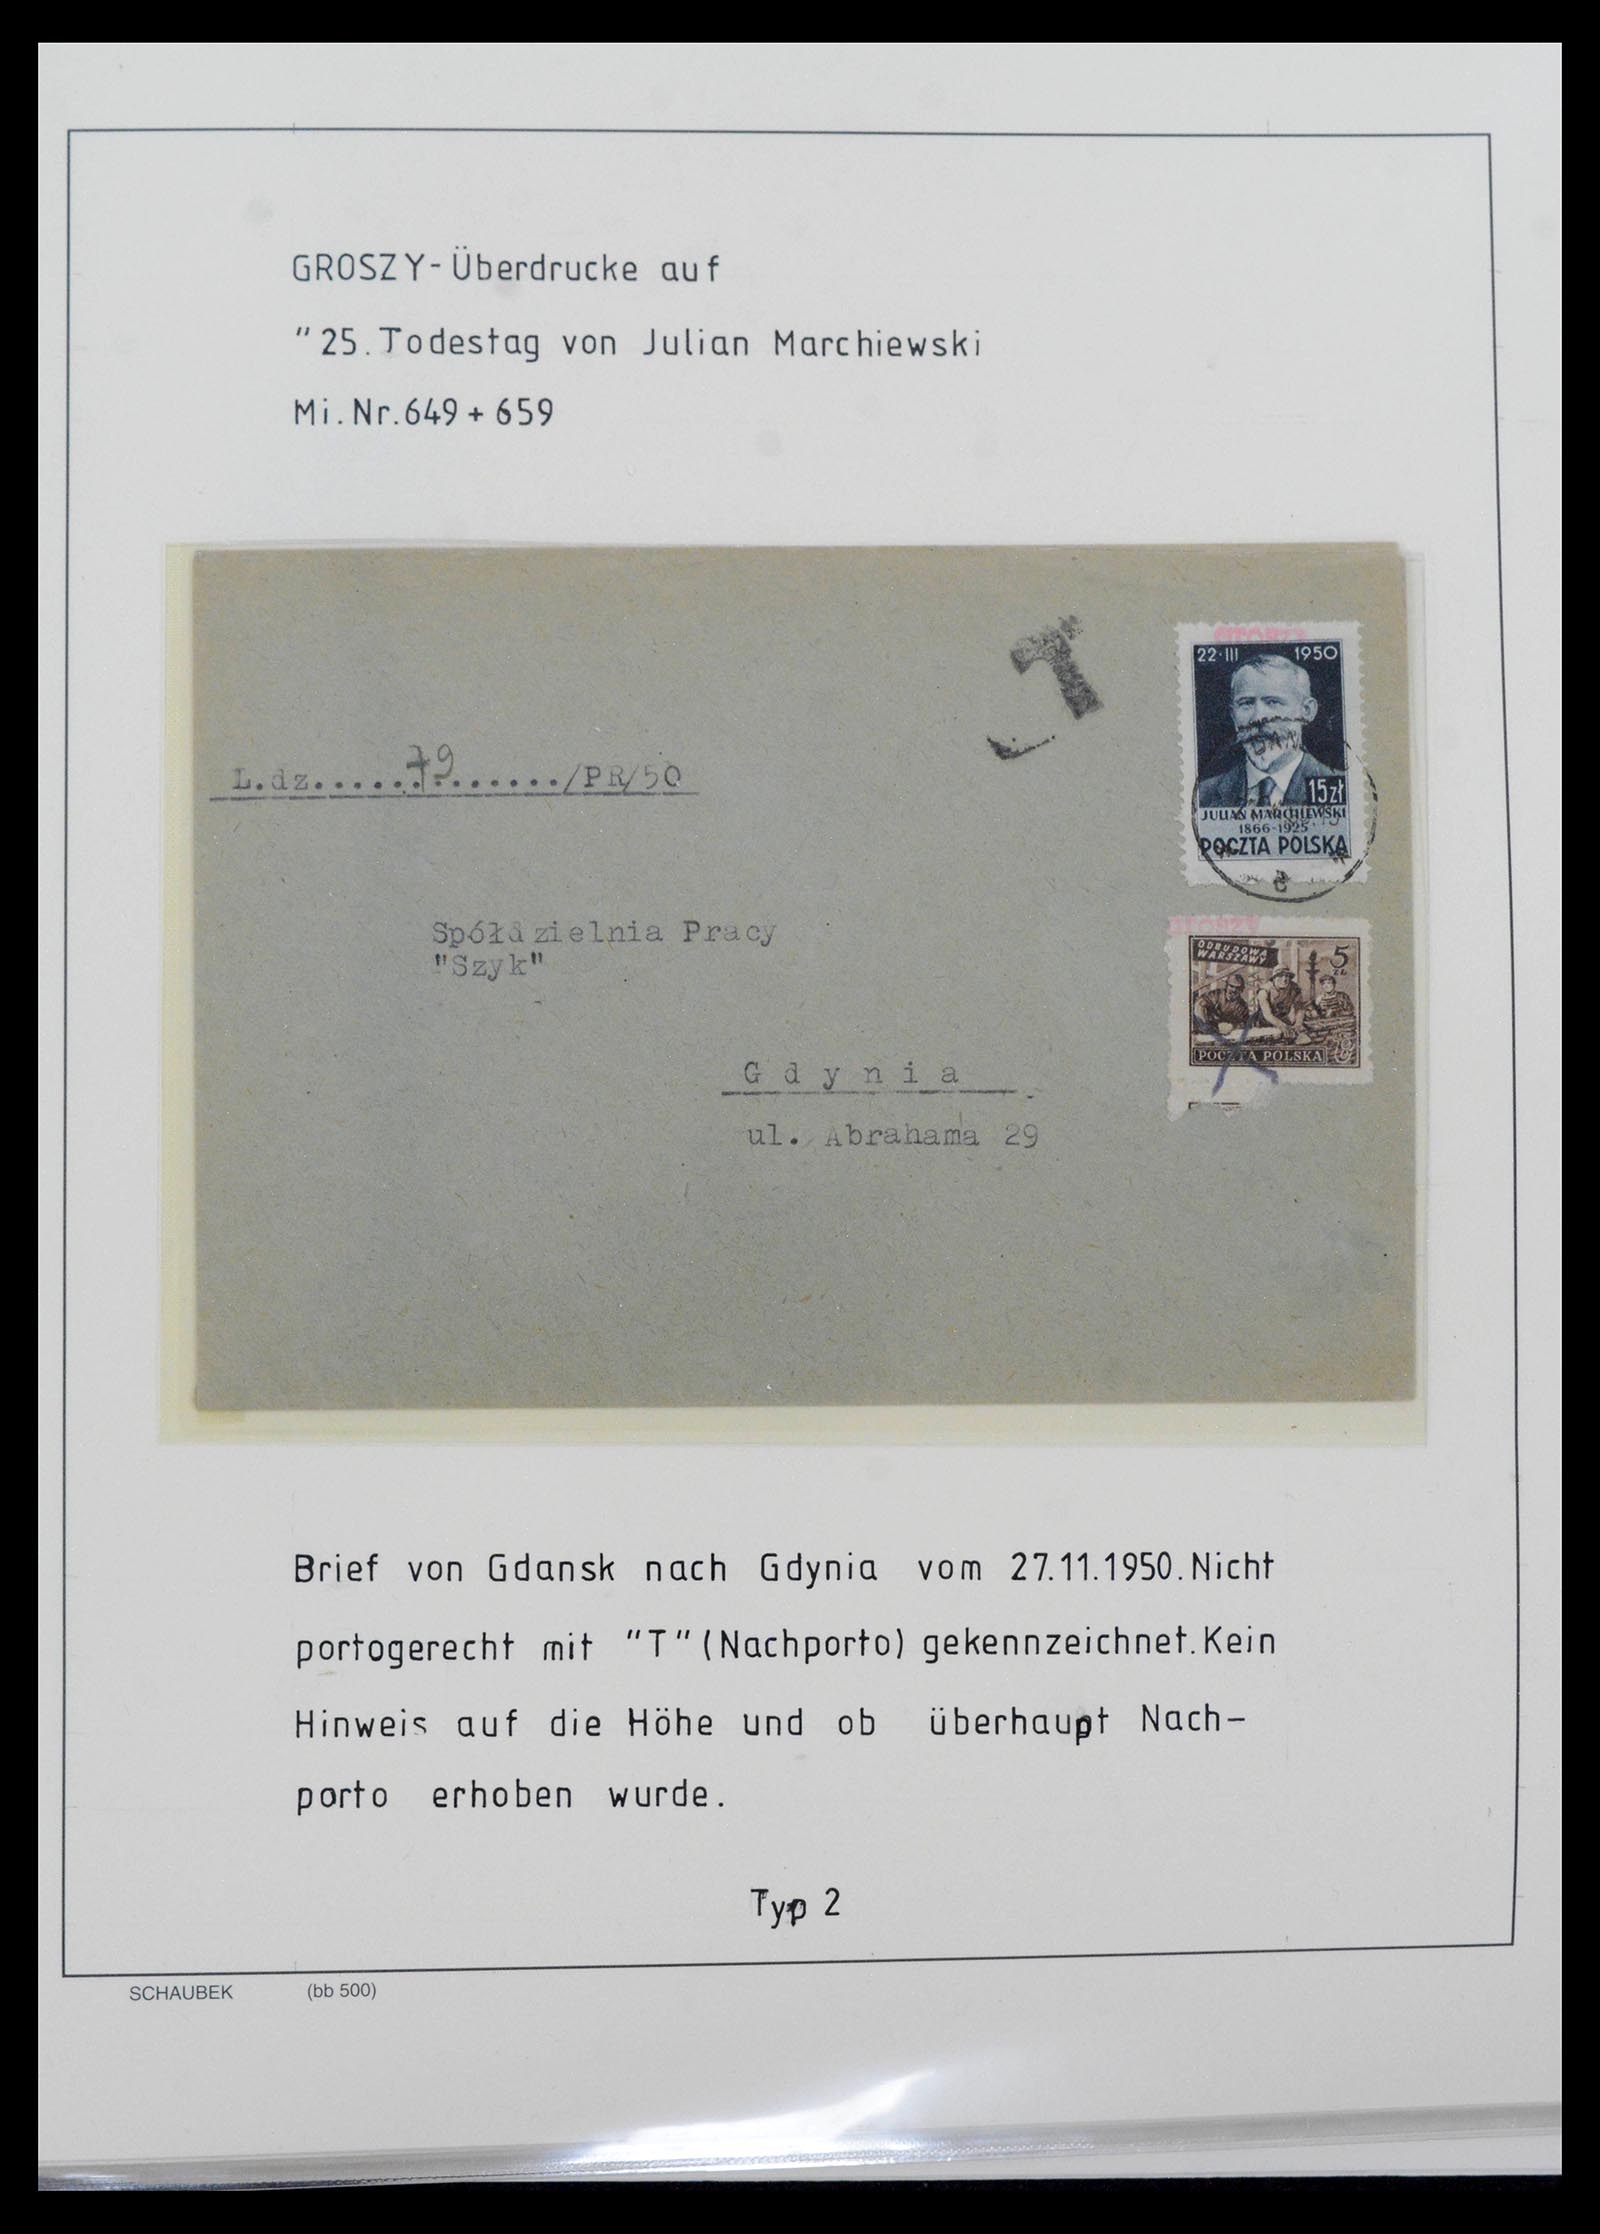 GROSZY-Überdrucke auf
"25. Todestag von Julian Marchiewski
Mi. Nr. 649 + 659
T
22·III 1950
15zł
JULIAN MARCHLEWSKI
1866-1925
POCZTA POLSKA
L.dz......79......../PR/50
Spółdzielnia Pracy
"Szyk"
ODBUDOWA
WARSZAWY
5
ZŁ
POCZTA POLSKA
Gdynia
ul. Abrahama 29
Brief von Gdansk nach Gdynia vom 27.11.1950. Nicht
portogerecht mit "T" (Nachporto) gekennzeichnet. Kein
Hinweis auf die Höhe und ob überhaupt Nach-
porto erhoben wurde.
Typ 2
SCHAUBEK (bb 500)